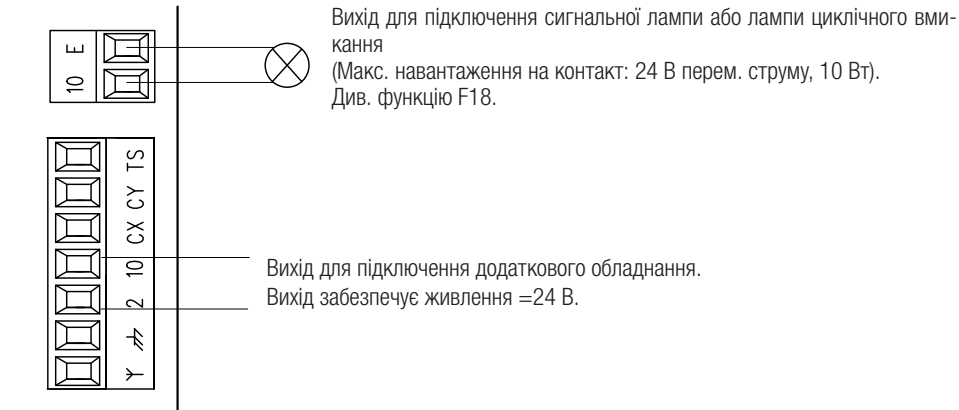 Вихід для підключення сигнальної лампи або лампи циклічного вми-
кання
(Макс. навантаження на контакт: 24 В перем. струму, 10 Вт).
Див. функцію F18.
E
10
TS
CY
CX
10
2
Y
Вихід для підключення додаткового обладнання.
Вихід забезпечує живлення =24 В.